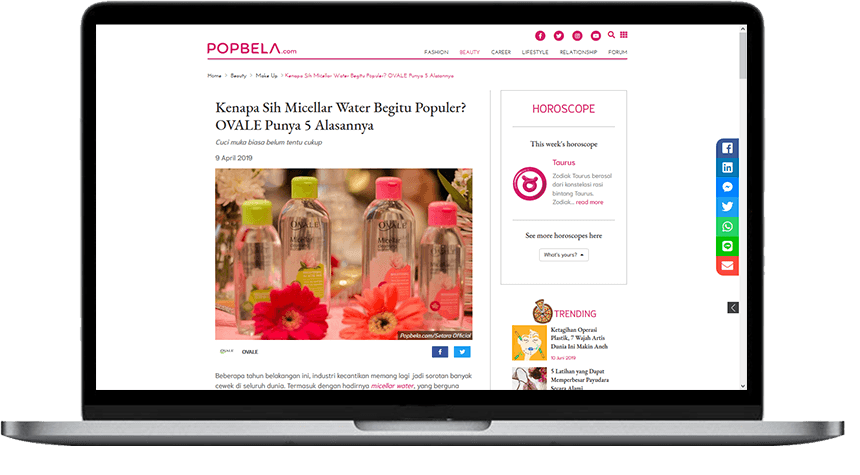 POPBELA.com
FASHION BEAUTY CAREER LIFESTYLE RELATIONSHIP FORUM
Home > Beauty > Make Up > Kenapa Sih Micellar Water Begitu Populer? OVALE Punya 5 Alasannya
Kenapa Sih Micellar Water Begitu Populer?
OVALE Punya 5 Alasannya
Cuci muka biasa belum tentu cukup
9 April 2019
OVALE
Micellar
OVALE
Micellar
Popbela.com/Setara Official
OVALE
Beberapa tahun belakangan ini, industri kecantikan memang lagi jadi sorotan banyak
cewek di seluruh dunia. Termasuk dengan hadirnya micellar water, yang berguna
HOROSCOPE
This week's horoscope
Taurus
Zodiak Taurus berasal
dari konstelasi rasi
bintang Taurus.
Zodiak... read more
See more horoscopes here
What's yours?
TRENDING
Ketagihan Operasi
Plastik, 7 Wajah Artis
Dunia Ini Makin Aneh
10 Juni 2019
5 Latihan yang Dapat
Memperbesar Payudara
Secara Alami